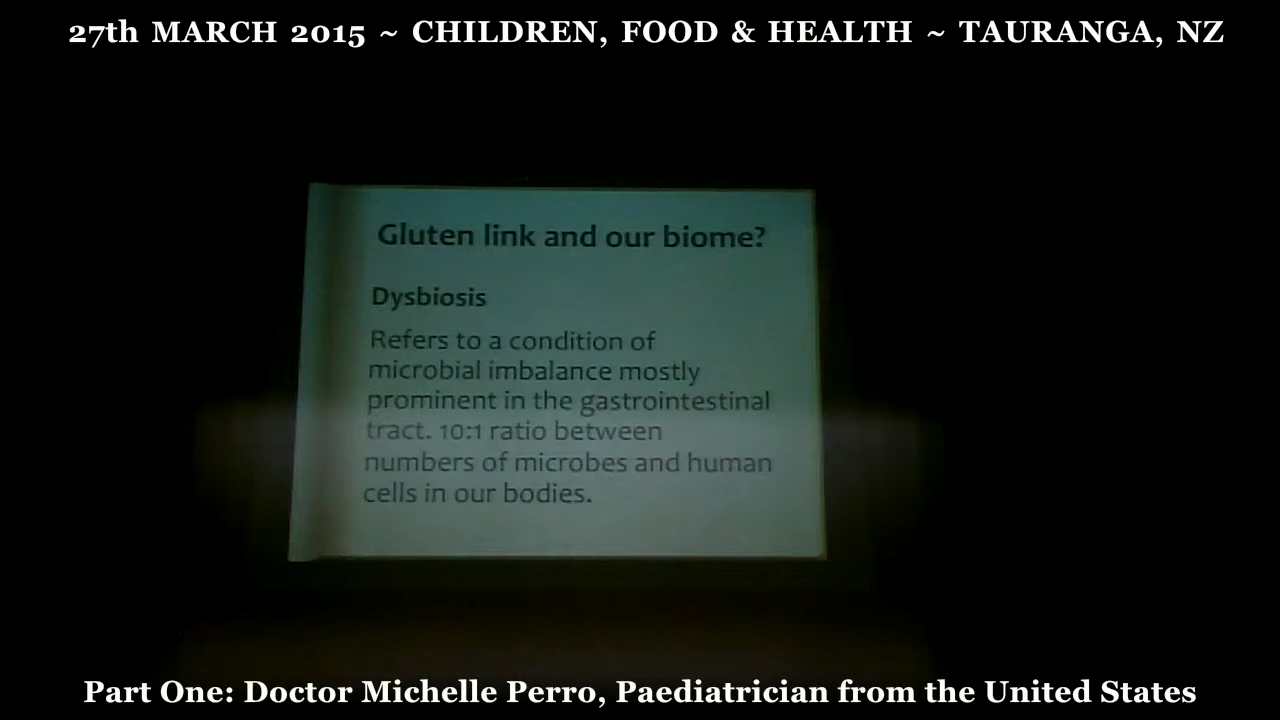 27th MARCH 2015 ~ CHILDREN, FOOD & HEALTH ~ TAURANGA, NZ
Gluten link and our biome?
Dysbiosis
Refers to a condition of
microbial imbalance mostly
prominent in the gastrointestinal
tract. 10:1 ratio between
numbers of microbes and human
cells in our bodies.
Part One: Doctor Michelle Perro, Paediatrician from the United States